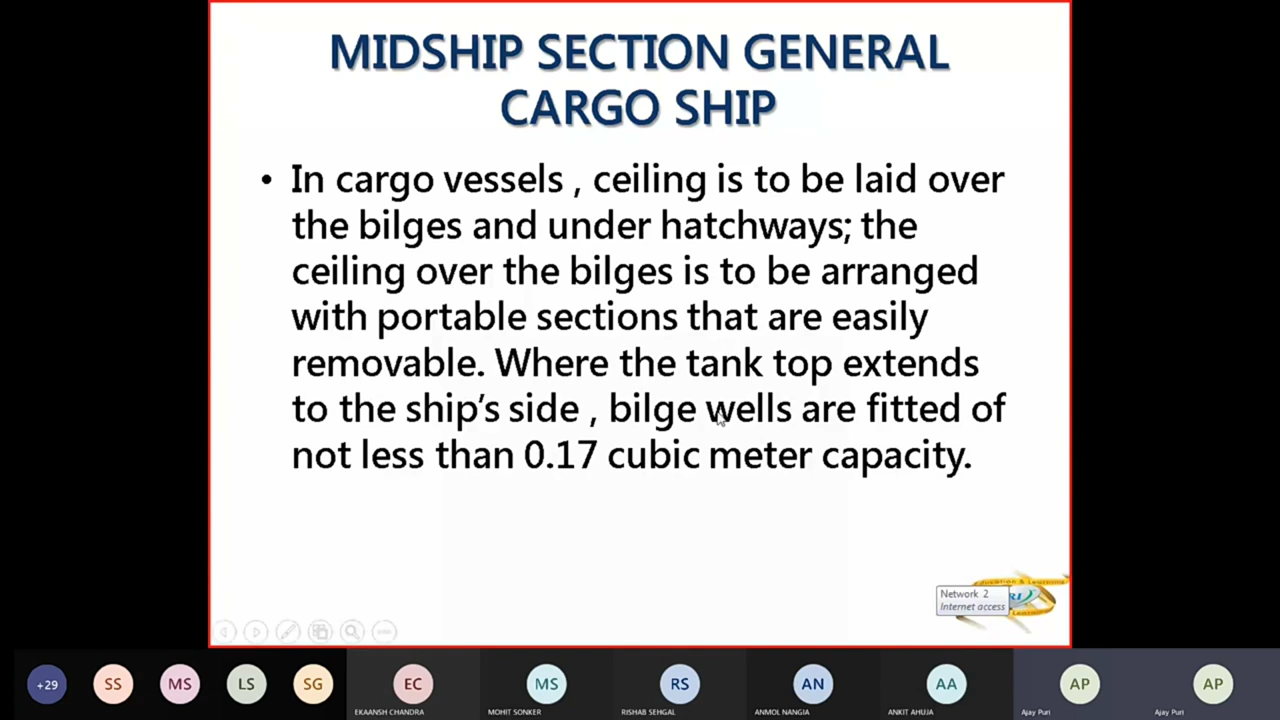 MIDSHIP SECTION GENERAL
CARGO SHIP
• In cargo vessels , ceiling is to be laid over
the bilges and under hatchways; the
ceiling over the bilges is to be arranged
with portable sections that are easily
removable. Where the tank top extends
to the ship's side , bilge wells are fitted of
not less than 0.17 cubic meter capacity.
Education & Learning
Network 2
Internet access
+29
SS
MS
LS
SG
EC
MS
RS
AN
AA
AP
AP
EKAANSH CHANDRA
MOHIT SONKER
RISHAB SEHGAL
ANMOL NANGIA
ANKIT AHUJA
Ajay Puri
Ajay Puri